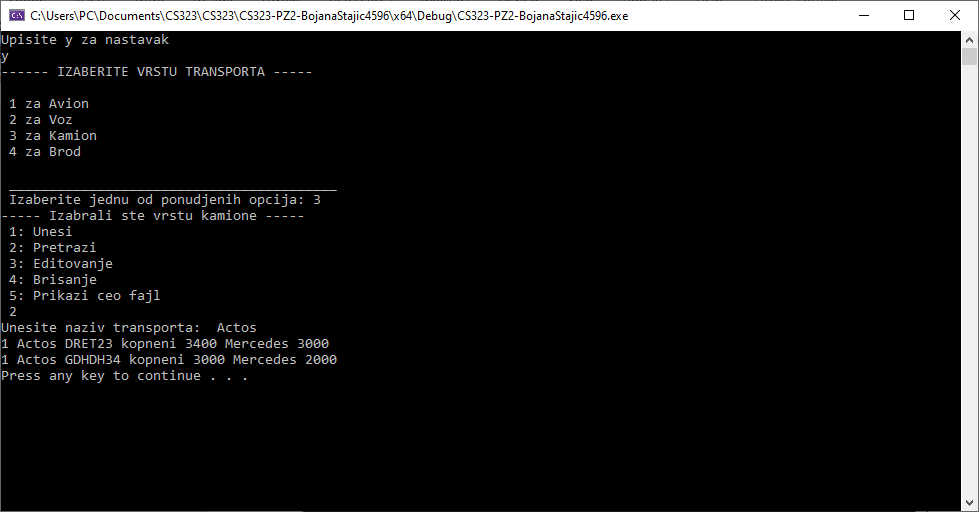 C:\Users\PC\Documents\CS323\CS323\CS323-PZ2-BojanaStajic4596\x64\Debug\CS323-PZ2-BojanaStajic4596.exe
Upisite y za nastavak
y
------ IZABERITE VRSTU TRANSPORTA -----
1 za Avion
2 za Voz
3 za Kamion
4 za Brod
_________________________________________
Izaberite jednu od ponudjenih opcija: 3
----- Izabrali ste vrstu kamione -----
1: Unesi
2: Pretrazi
3: Editovanje
4: Brisanje
5: Prikazi ceo fajl
2
Unesite naziv transporta:  Actos
1 Actos DRET23 kopneni 3400 Mercedes 3000
1 Actos GDHDH34 kopneni 3000 Mercedes 2000
Press any key to continue . . .